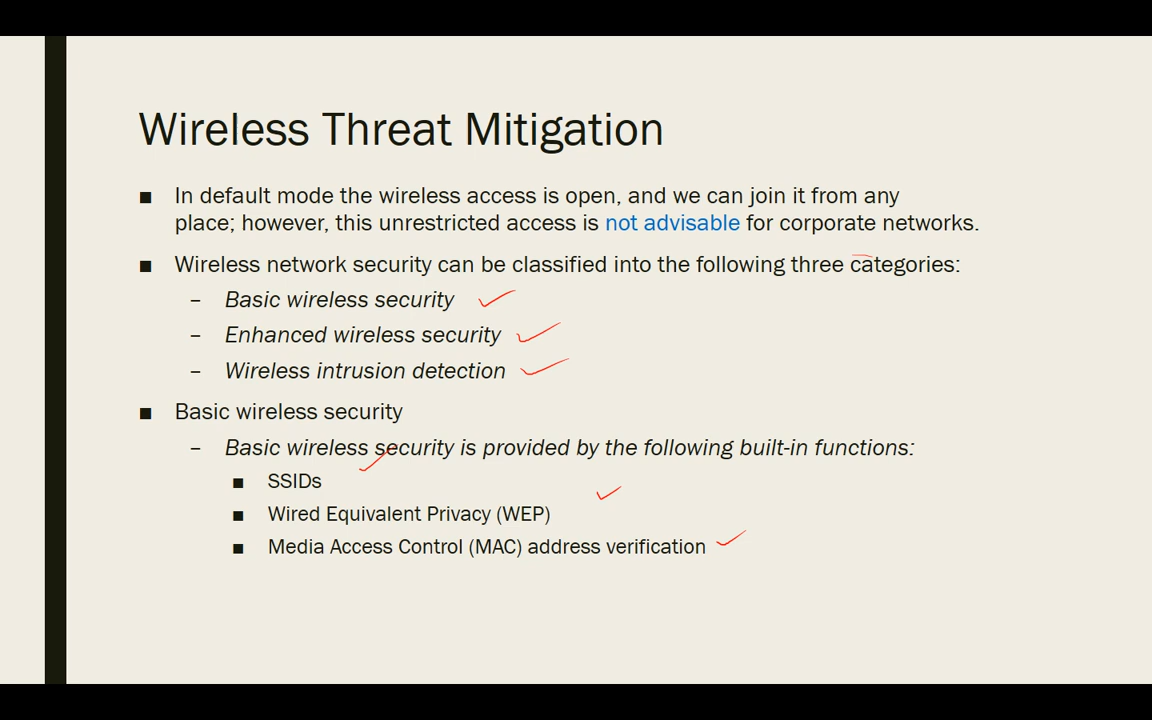 Wireless Threat Mitigation
■ In default mode the wireless access is open, and we can join it from any
place; however, this unrestricted access is not advisable for corporate networks.
■ Wireless network security can be classified into the following three categories:
– Basic wireless security
– Enhanced wireless security
– Wireless intrusion detection
■ Basic wireless security
– Basic wireless security is provided by the following built-in functions:
■ SSIDs
■ Wired Equivalent Privacy (WEP)
■ Media Access Control (MAC) address verification